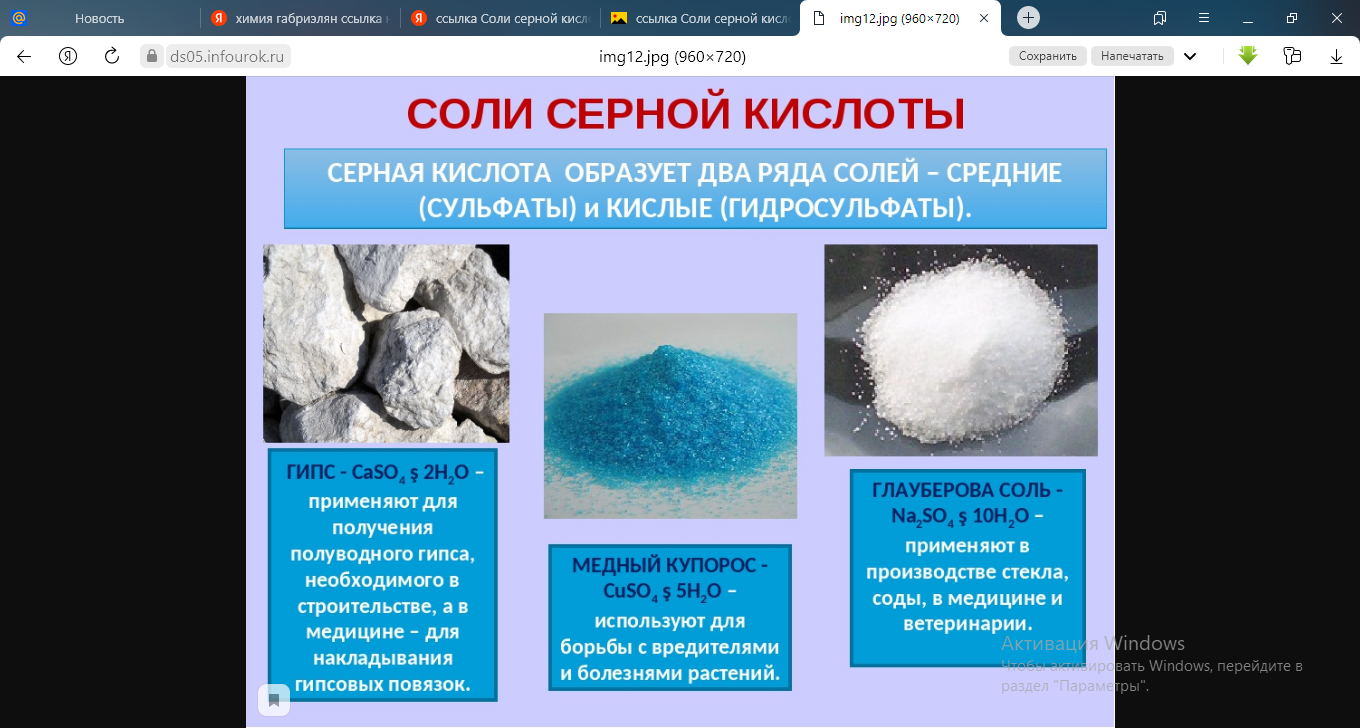 Новость
химия габриэлян ссылка
ссылка Соли серной кисл
ссылка Соли серной кисл
img12.jpg (960×720)
ds05.infourok.ru
img12.jpg (960×720)
Сохранить
Напечатать
СОЛИ СЕРНОЙ КИСЛОТЫ
СЕРНАЯ КИСЛОТА ОБРАЗУЕТ ДВА РЯДА СОЛЕЙ – СРЕДНИЕ
(СУЛЬФАТЫ) и КИСЛЫЕ (ГИДРОСУЛЬФАТЫ).
ГИПС - CaSO4 ş 2H2O –
применяют для
получения
полуводного гипса,
необходимого в
строительстве, а в
медицине – для
накладывания
гипсовых повязок.
МЕДНЫЙ КУПОРОС -
CuSO4 ş 5H2O –
используют для
борьбы с вредителями
и болезнями растений.
ГЛАУБЕРОВА СОЛЬ -
Na2SO4 ş 10H2O –
применяют в
производстве стекла,
соды, в медицине и
ветеринарии.
Активация Windows
Чтобы активировать Windows, перейдите в
раздел "Параметры".